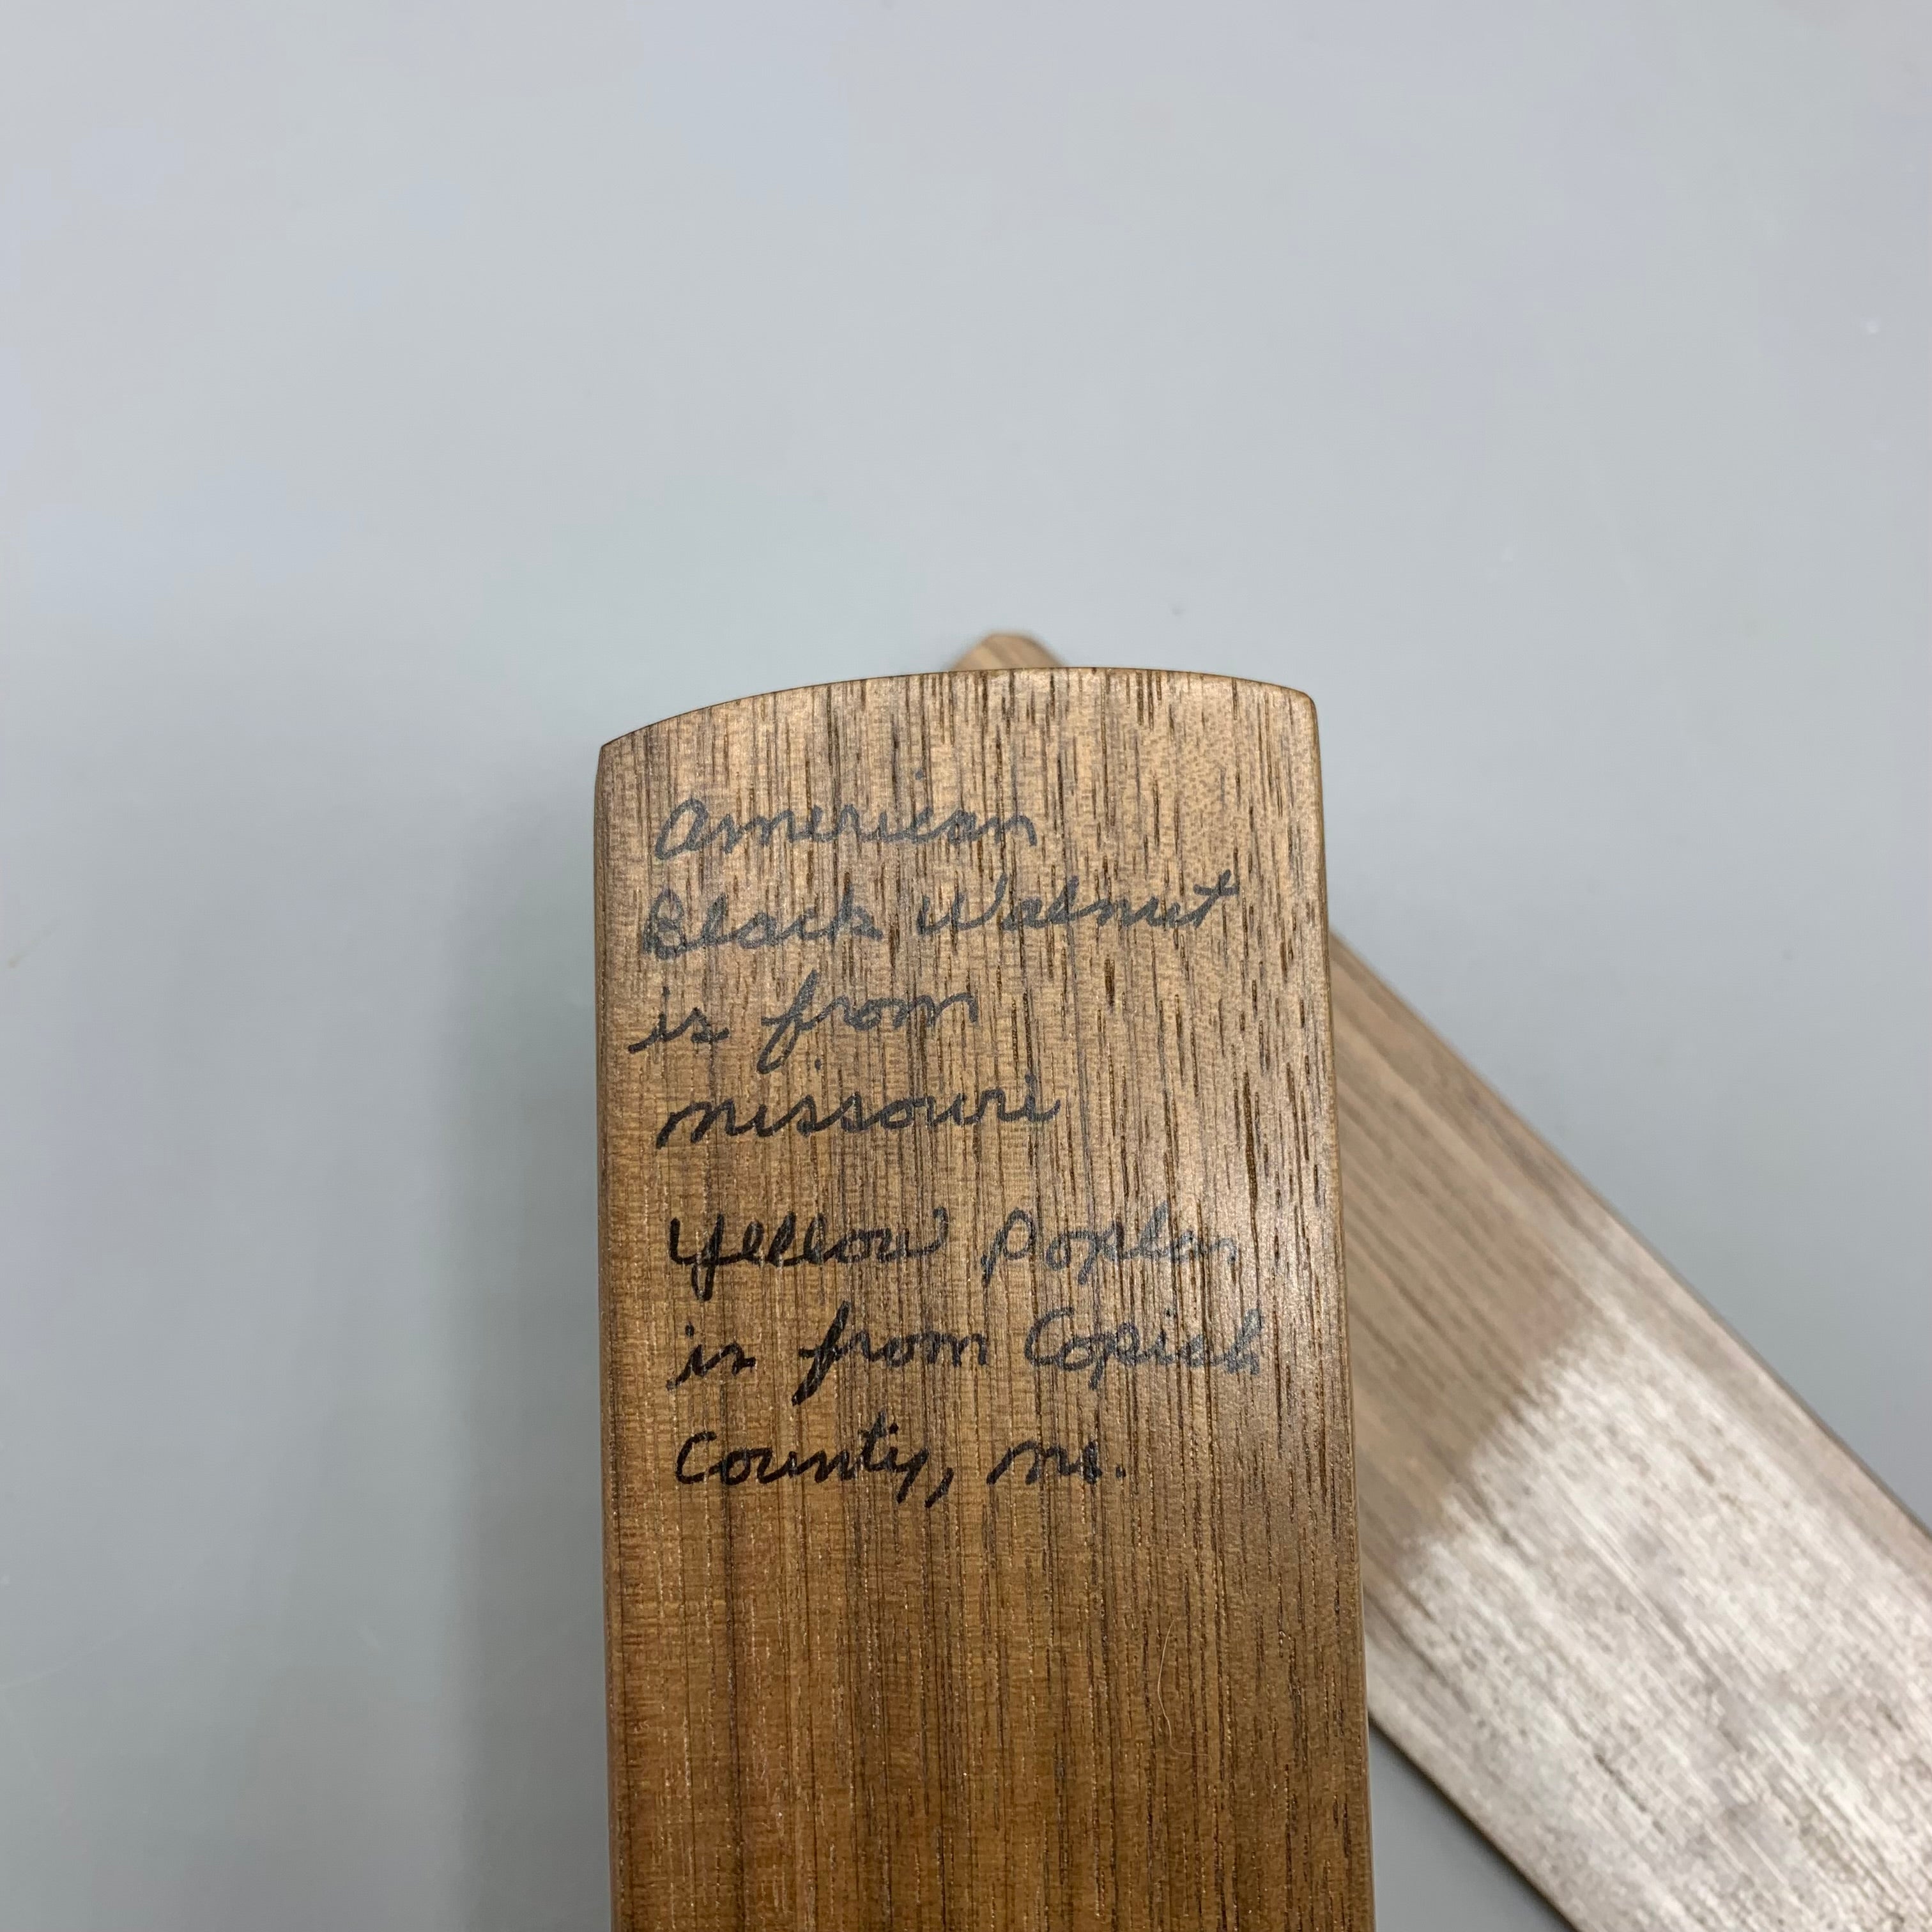 American
Black Walnut
is from
Missouri
Yellow Poplar
is from Copiah
County, Ms.